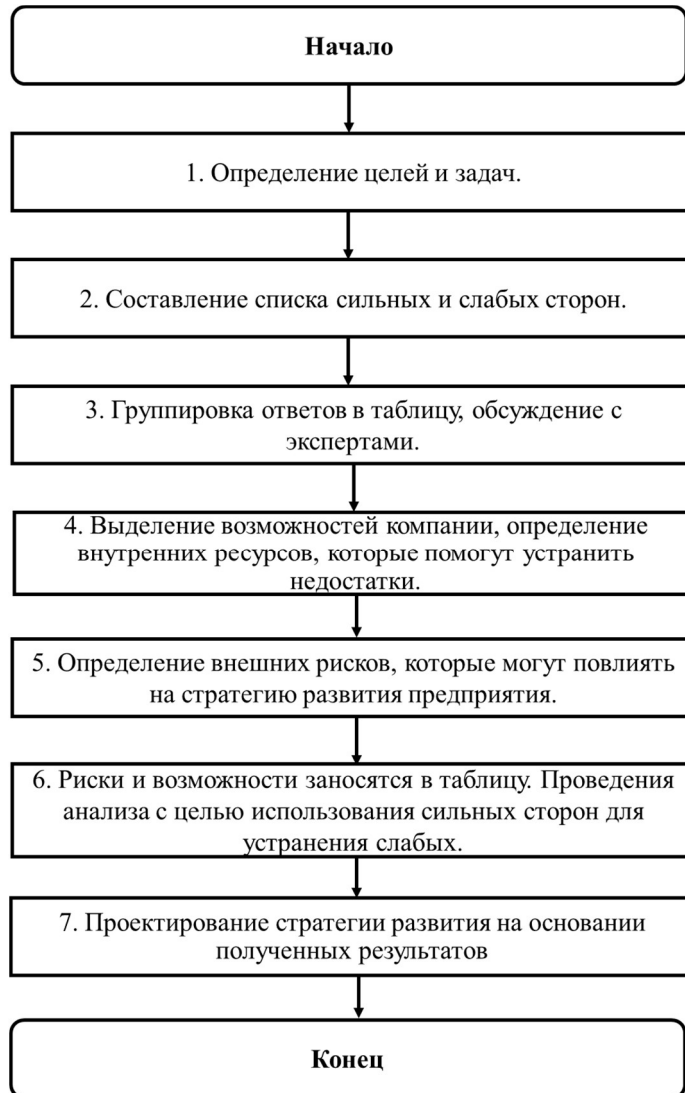 Начало
1. Определение целей и задач.
2. Составление списка сильных и слабых сторон.
3. Группировка ответов в таблицу, обсуждение с
экспертами.
4. Выделение возможностей компании, определение
внутренних ресурсов, которые помогут устранить
недостатки.
5. Определение внешних рисков, которые могут повлиять
на стратегию развития предприятия.
6. Риски и возможности заносятся в таблицу. Проведения
анализа с целью использования сильных сторон для
устранения слабых.
7. Проектирование стратегии развития на основании
полученных результатов
Конец